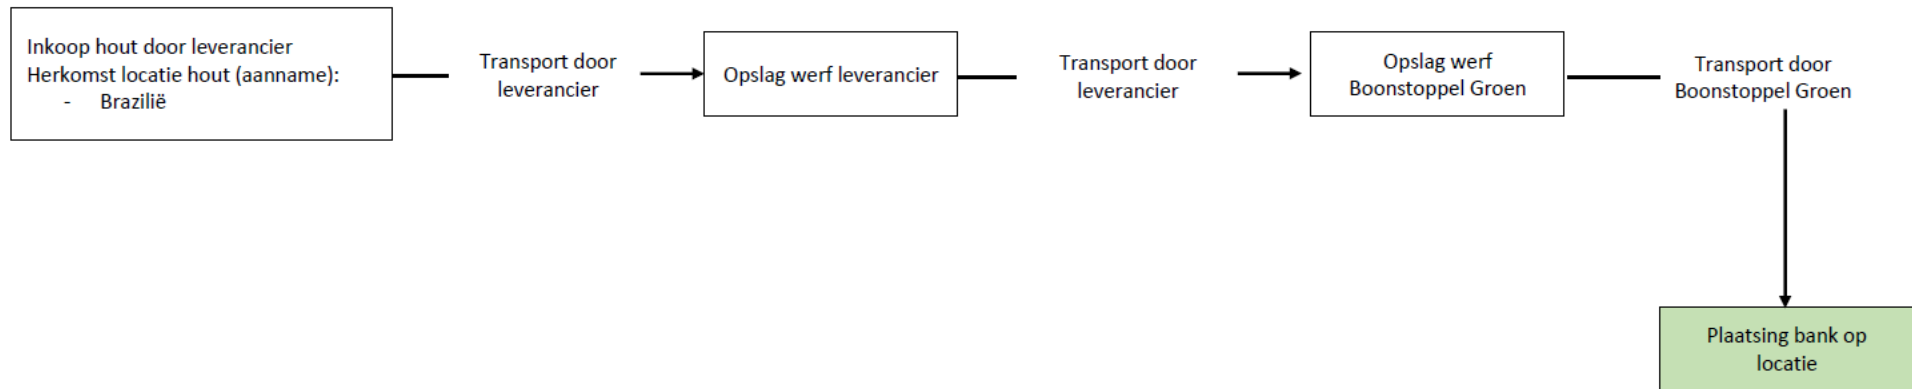 Inkoop hout door leverancier
Herkomst locatie hout (aanname):
- Brazilië
Transport door
leverancier
Opslag werf leverancier
Transport door
leverancier
Opslag werf
Boonstoppel Groen
Transport door
Boonstoppel Groen
Plaatsing bank op
locatie